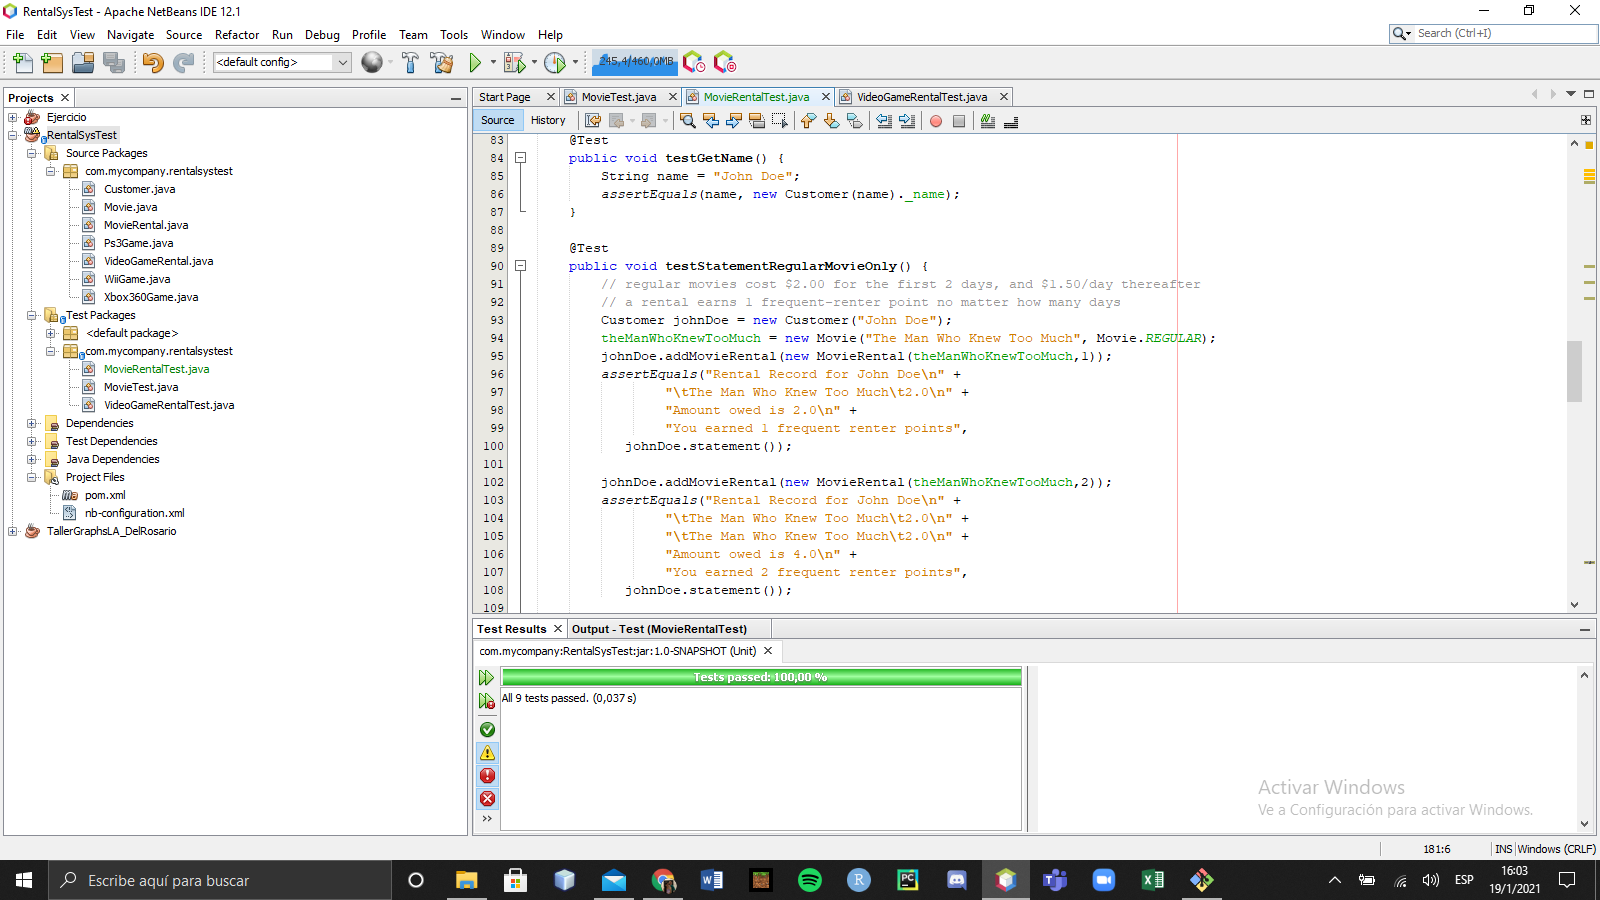 RentalSysTest - Apache NetBeans IDE 12.1
File Edit View Navigate Source Refactor Run Debug Profile Team Tools Window Help
Search (Ctrl+I)
<default config>
245,4/460,0MB
Projects
Start Page
MovieTest.java
MovieRentalTest.java
VideoGameRentalTest.java
Source
History
Ejercicio
RentalSysTest
Source Packages
com.mycompany.rentalsystest
Customer.java
Movie.java
MovieRental.java
Ps3Game.java
VideoGameRental.java
WiiGame.java
Xbox360Game.java
Test Packages
<default package>
com.mycompany.rentalsystest
MovieRentalTest.java
MovieTest.java
VideoGameRentalTest.java
Dependencies
Test Dependencies
Java Dependencies
Project Files
pom.xml
nb-configuration.xml
TallerGraphsLA_DelRosario
83 @Test
84 public void testGetName() {
85 String name = "John Doe";
86 assertEquals(name, new Customer(name)._name);
87 }
88
89 @Test
90 public void testStatementRegularMovieOnly() {
91 // regular movies cost $2.00 for the first 2 days, and $1.50/day thereafter
92 // a rental earns 1 frequent-renter point no matter how many days
93 Customer johnDoe = new Customer("John Doe");
94 theManWhoKnewTooMuch = new Movie("The Man Who Knew Too Much", Movie.REGULAR);
95 johnDoe.addMovieRental(new MovieRental(theManWhoKnewTooMuch,1));
96 assertEquals("Rental Record for John Doe\n" +
97 "\tThe Man Who Knew Too Much\t2.0\n" +
98 "Amount owed is 2.0\n" +
99 "You earned 1 frequent renter points",
100 johnDoe.statement());
101
102 johnDoe.addMovieRental(new MovieRental(theManWhoKnewTooMuch,2));
103 assertEquals("Rental Record for John Doe\n" +
104 "\tThe Man Who Knew Too Much\t2.0\n" +
105 "\tThe Man Who Knew Too Much\t2.0\n" +
106 "Amount owed is 4.0\n" +
107 "You earned 2 frequent renter points",
108 johnDoe.statement());
109
Test Results
Output - Test (MovieRentalTest)
com.mycompany:RentalSysTest:jar:1.0-SNAPSHOT (Unit)
Tests passed: 100,00 %
All 9 tests passed. (0,037 s)
Activar Windows
Ve a Configuración para activar Windows.
181:6
INS
Windows (CRLF)
Escribe aquí para buscar
ESP
16:03
19/1/2021